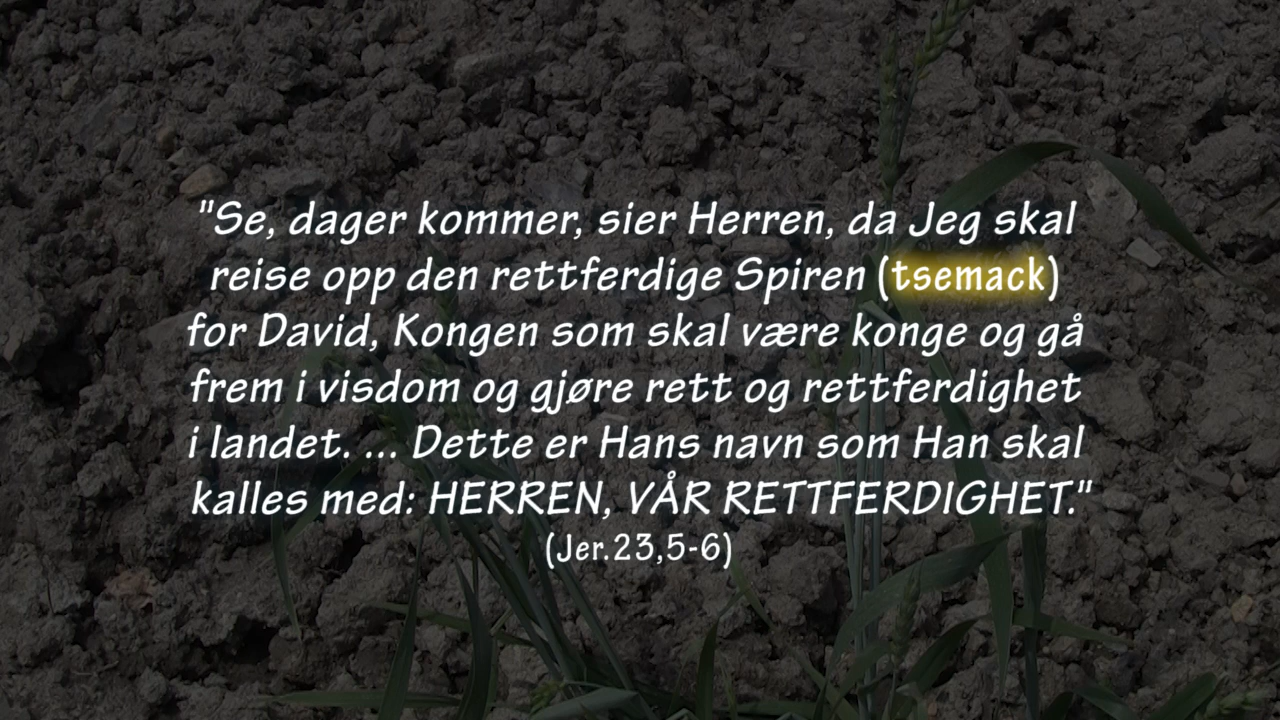 "Se, dager kommer, sier Herren, da Jeg skal
reise opp den rettferdige Spiren (tsemack)
for David, Kongen som skal være konge og gå
frem i visdom og gjøre rett og rettferdighet
i landet. ... Dette er Hans navn som Han skal
kalles med: HERREN, VÅR RETTFERDIGHET."
(Jer.23,5-6)